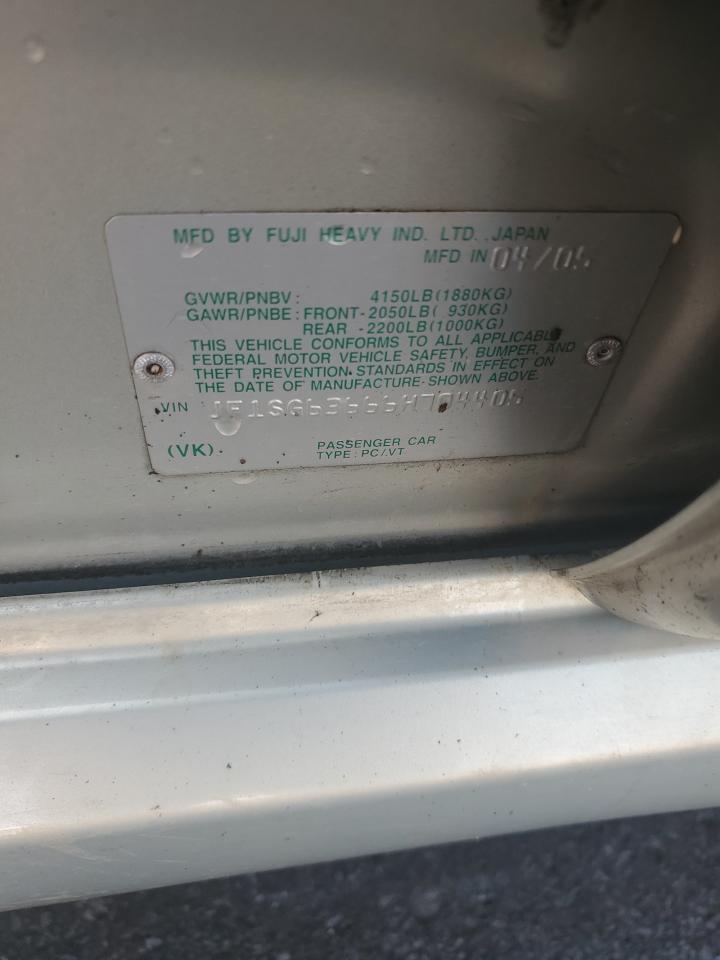 MFD BY FUJI HEAVY IND. LTD., JAPAN
MFD IN 04/05
GVWR/PNBV: 4150LB(1880KG)
GAWR/PNBE: FRONT-2050LB( 930KG)
REAR -2200LB(1000KG)
THIS VEHICLE CONFORMS TO ALL APPLICABLE
FEDERAL MOTOR VEHICLE SAFETY, BUMPER, AND
THEFT PREVENTION STANDARDS IN EFFECT ON
THE DATE OF MANUFACTURE SHOWN ABOVE.
VIN JF1SG63666H704405
(VK) PASSENGER CAR
TYPE: PC/VT